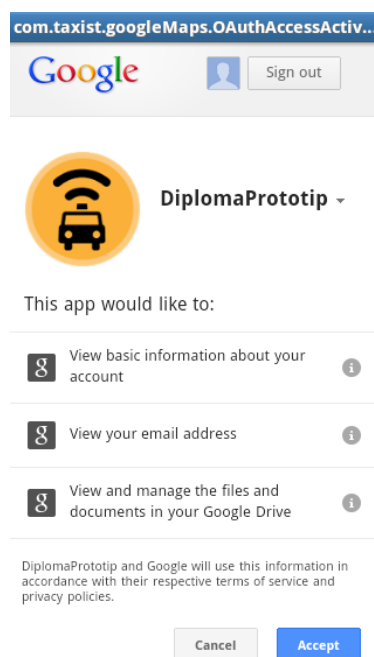 com.taxist.googleMaps.OAuthAccessActiv...
Google
Sign out
DiplomaPrototip
This app would like to:
View basic information about your
account
View your email address
View and manage the files and
documents in your Google Drive
DiplomaPrototip and Google will use this information in
accordance with their respective terms of service and
privacy policies.
Cancel Accept